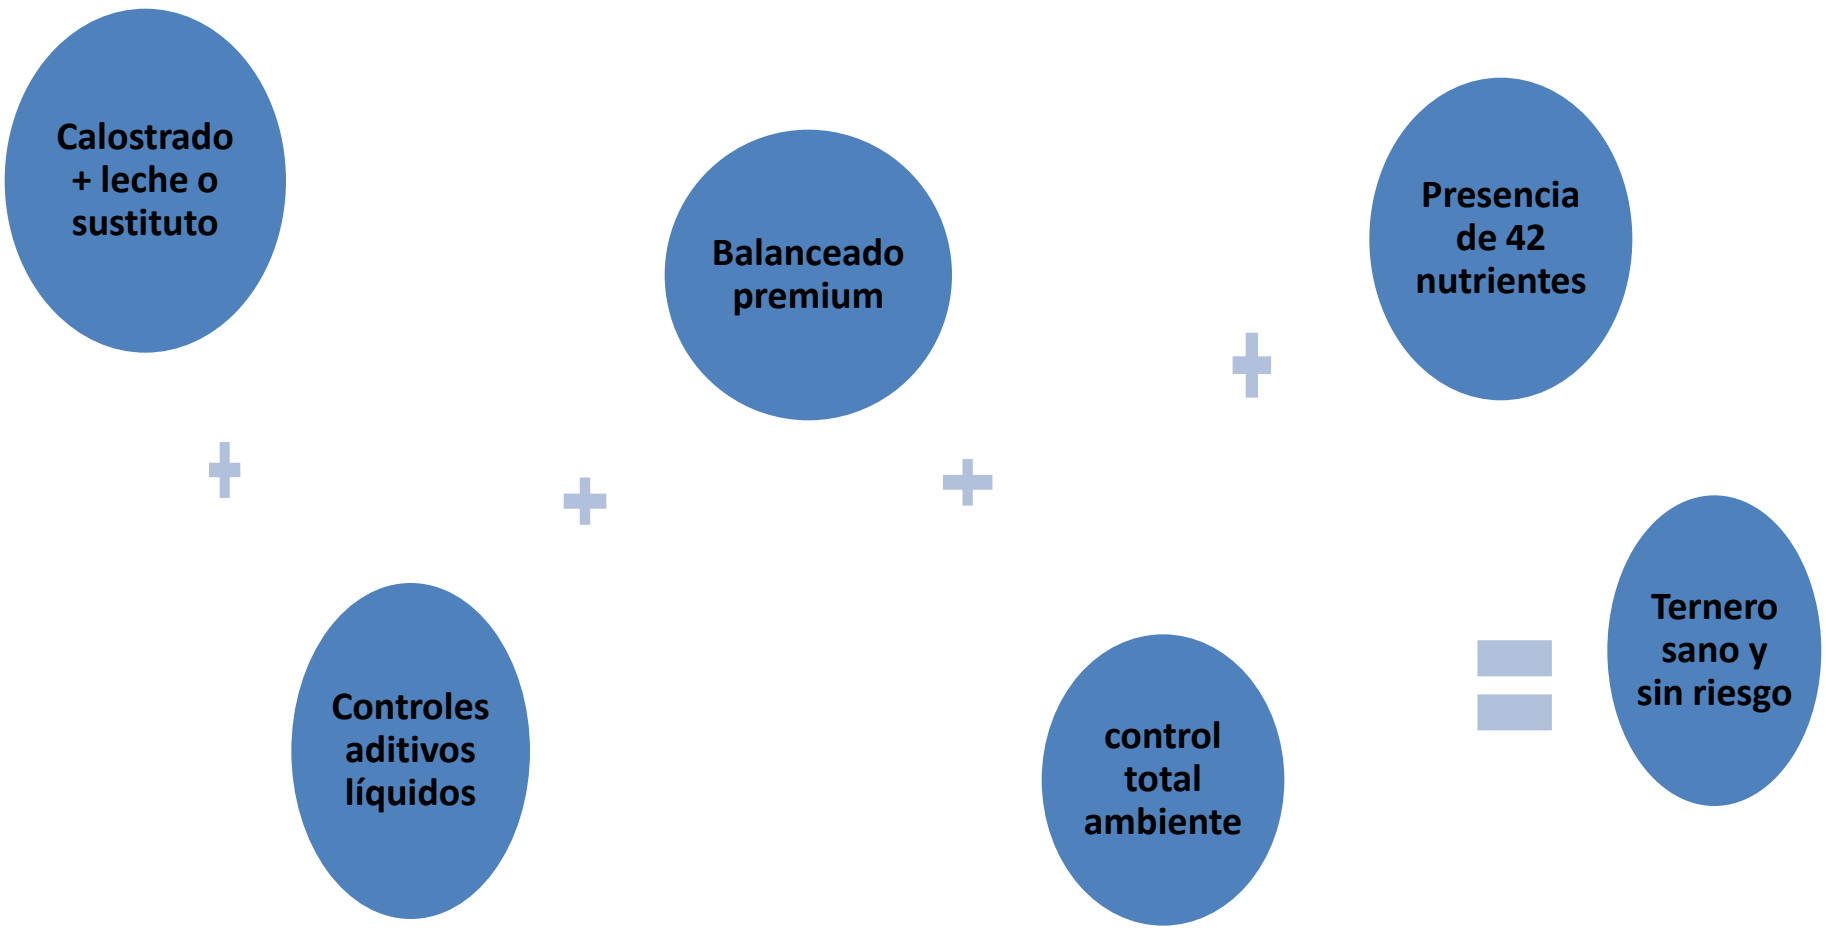 Calostrado
+ leche o
sustituto
Controles
aditivos
líquidos
Balanceado
premium
control
total
ambiente
Presencia
de 42
nutrientes
Ternero
sano y
sin riesgo